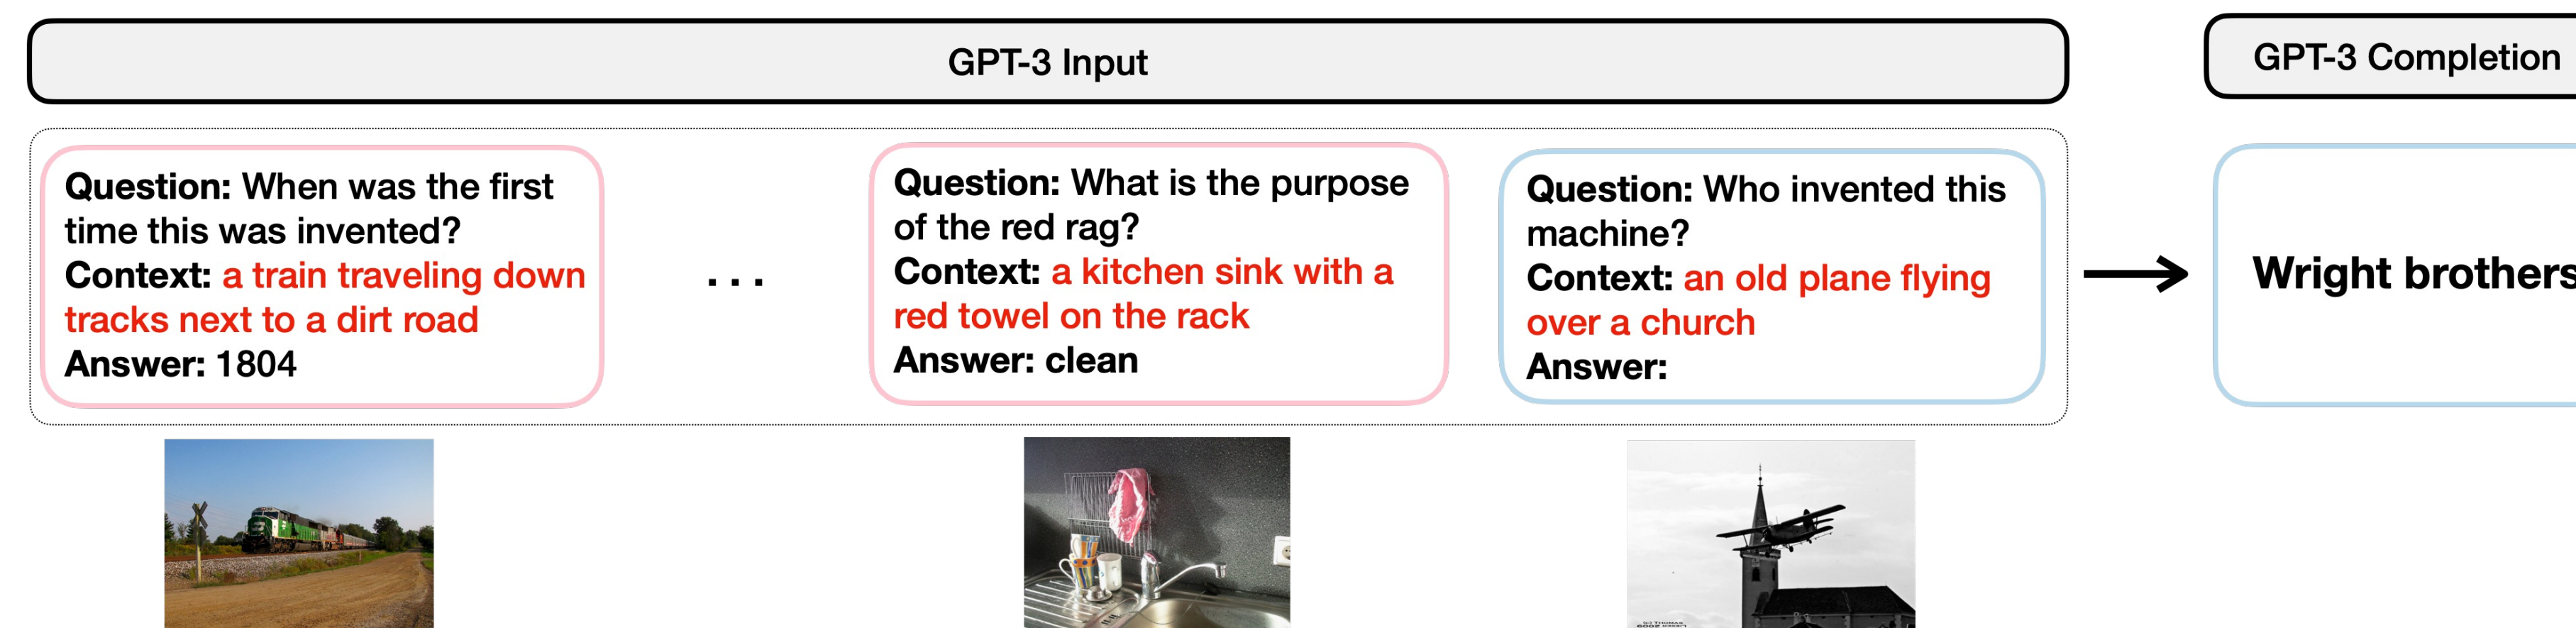 GPT-3 Input
GPT-3 Completion
Question: When was the first
time this was invented?
Context: a train traveling down
tracks next to a dirt road
Answer: 1804
...
Question: What is the purpose
of the red rag?
Context: a kitchen sink with a
red towel on the rack
Answer: clean
Question: Who invented this
machine?
Context: an old plane flying
over a church
Answer:
Wright brothers